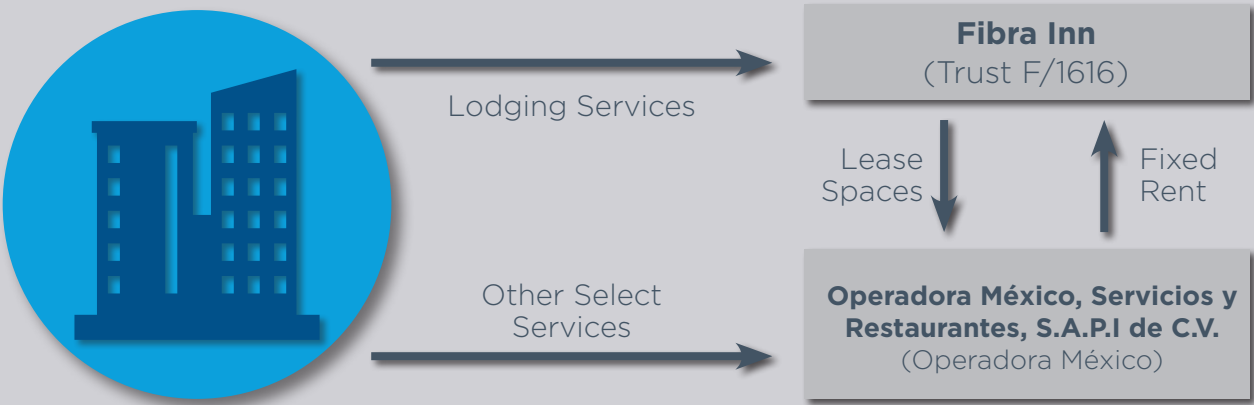 Lodging Services
Fibra Inn
(Trust F/1616)
Lease
Spaces
Fixed
Rent
Other Select
Services
Operadora México, Servicios y
Restaurantes, S.A.P.I de C.V.
(Operadora México)